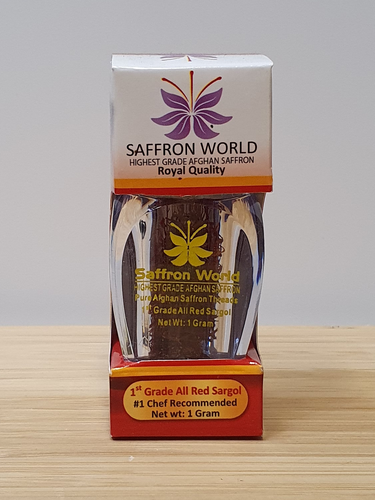 SAFFRON WORLD
HIGHEST GRADE AFGHAN SAFFRON
Royal Quality
Saffron World
HIGHEST GRADE AFGHAN SAFFRON
Pure Afghan Saffron Threads
1st Grade All Red Sargol
Net Wt: 1 Gram
1st Grade All Red Sargol
#1 Chef Recommended
Net wt: 1 Gram